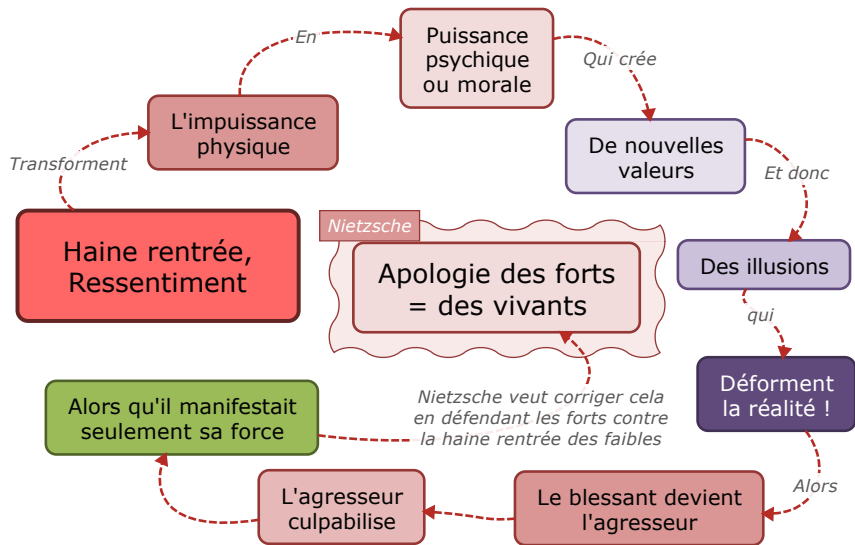 Haine rentrée,
Ressentiment
Transforment
L'impuissance
physique
En
Puissance
psychique
ou morale
Qui crée
De nouvelles
valeurs
Et donc
Des illusions
qui
Déforment
la réalité !
Alors
Le blessant devient
l'agresseur
L'agresseur
culpabilise
Alors qu'il manifestait
seulement sa force
Nietzsche veut corriger cela
en défendant les forts contre
la haine rentrée des faibles
Nietzsche
Apologie des forts
= des vivants